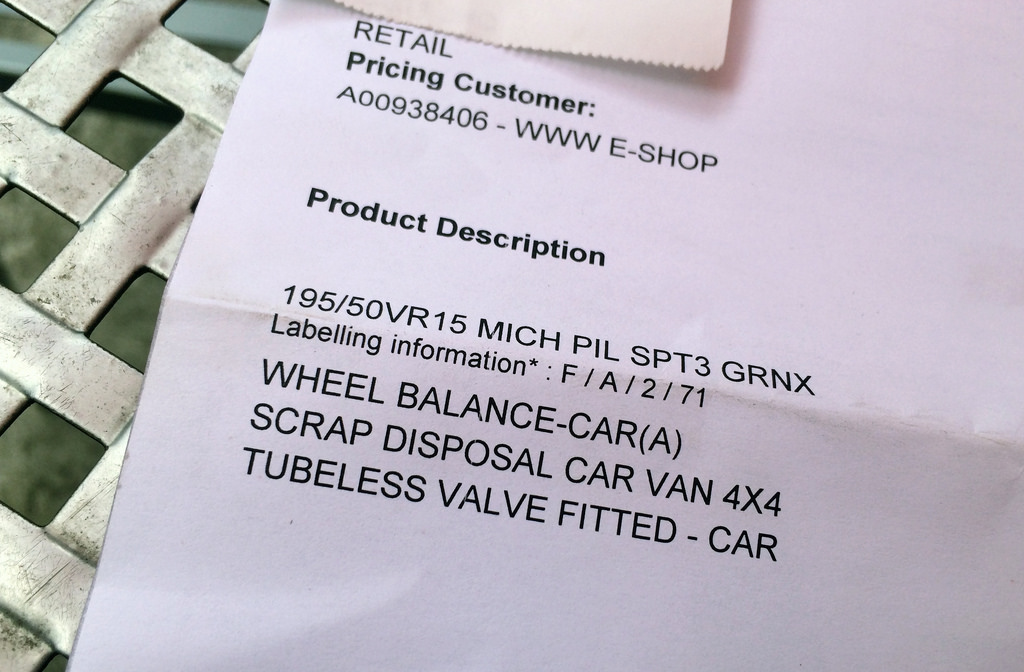 RETAIL
Pricing Customer:
A00938406 - WWW E-SHOP
Product Description
195/50VR15 MICH PIL SPT3 GRNX
Labelling information* : F / A / 2 / 71
WHEEL BALANCE-CAR(A)
SCRAP DISPOSAL CAR VAN 4X4
TUBELESS VALVE FITTED - CAR